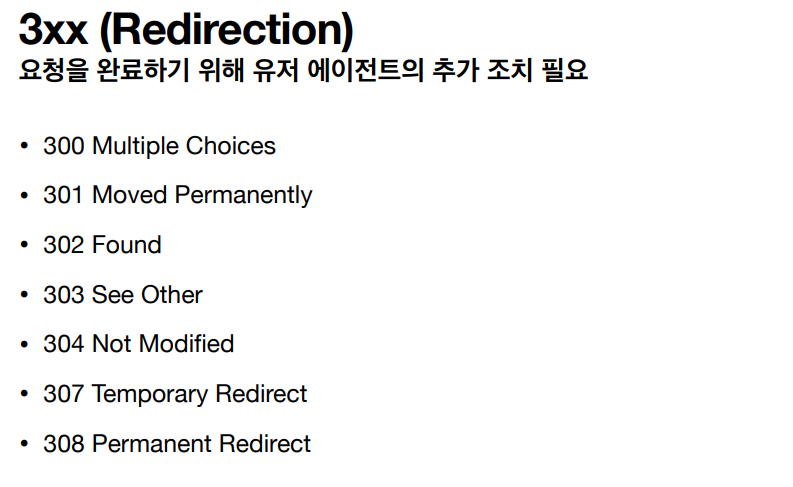 3xx (Redirection)
요청을 완료하기 위해 유저 에이전트의 추가 조치 필요
• 300 Multiple Choices
• 301 Moved Permanently
• 302 Found
• 303 See Other
• 304 Not Modified
• 307 Temporary Redirect
• 308 Permanent Redirect